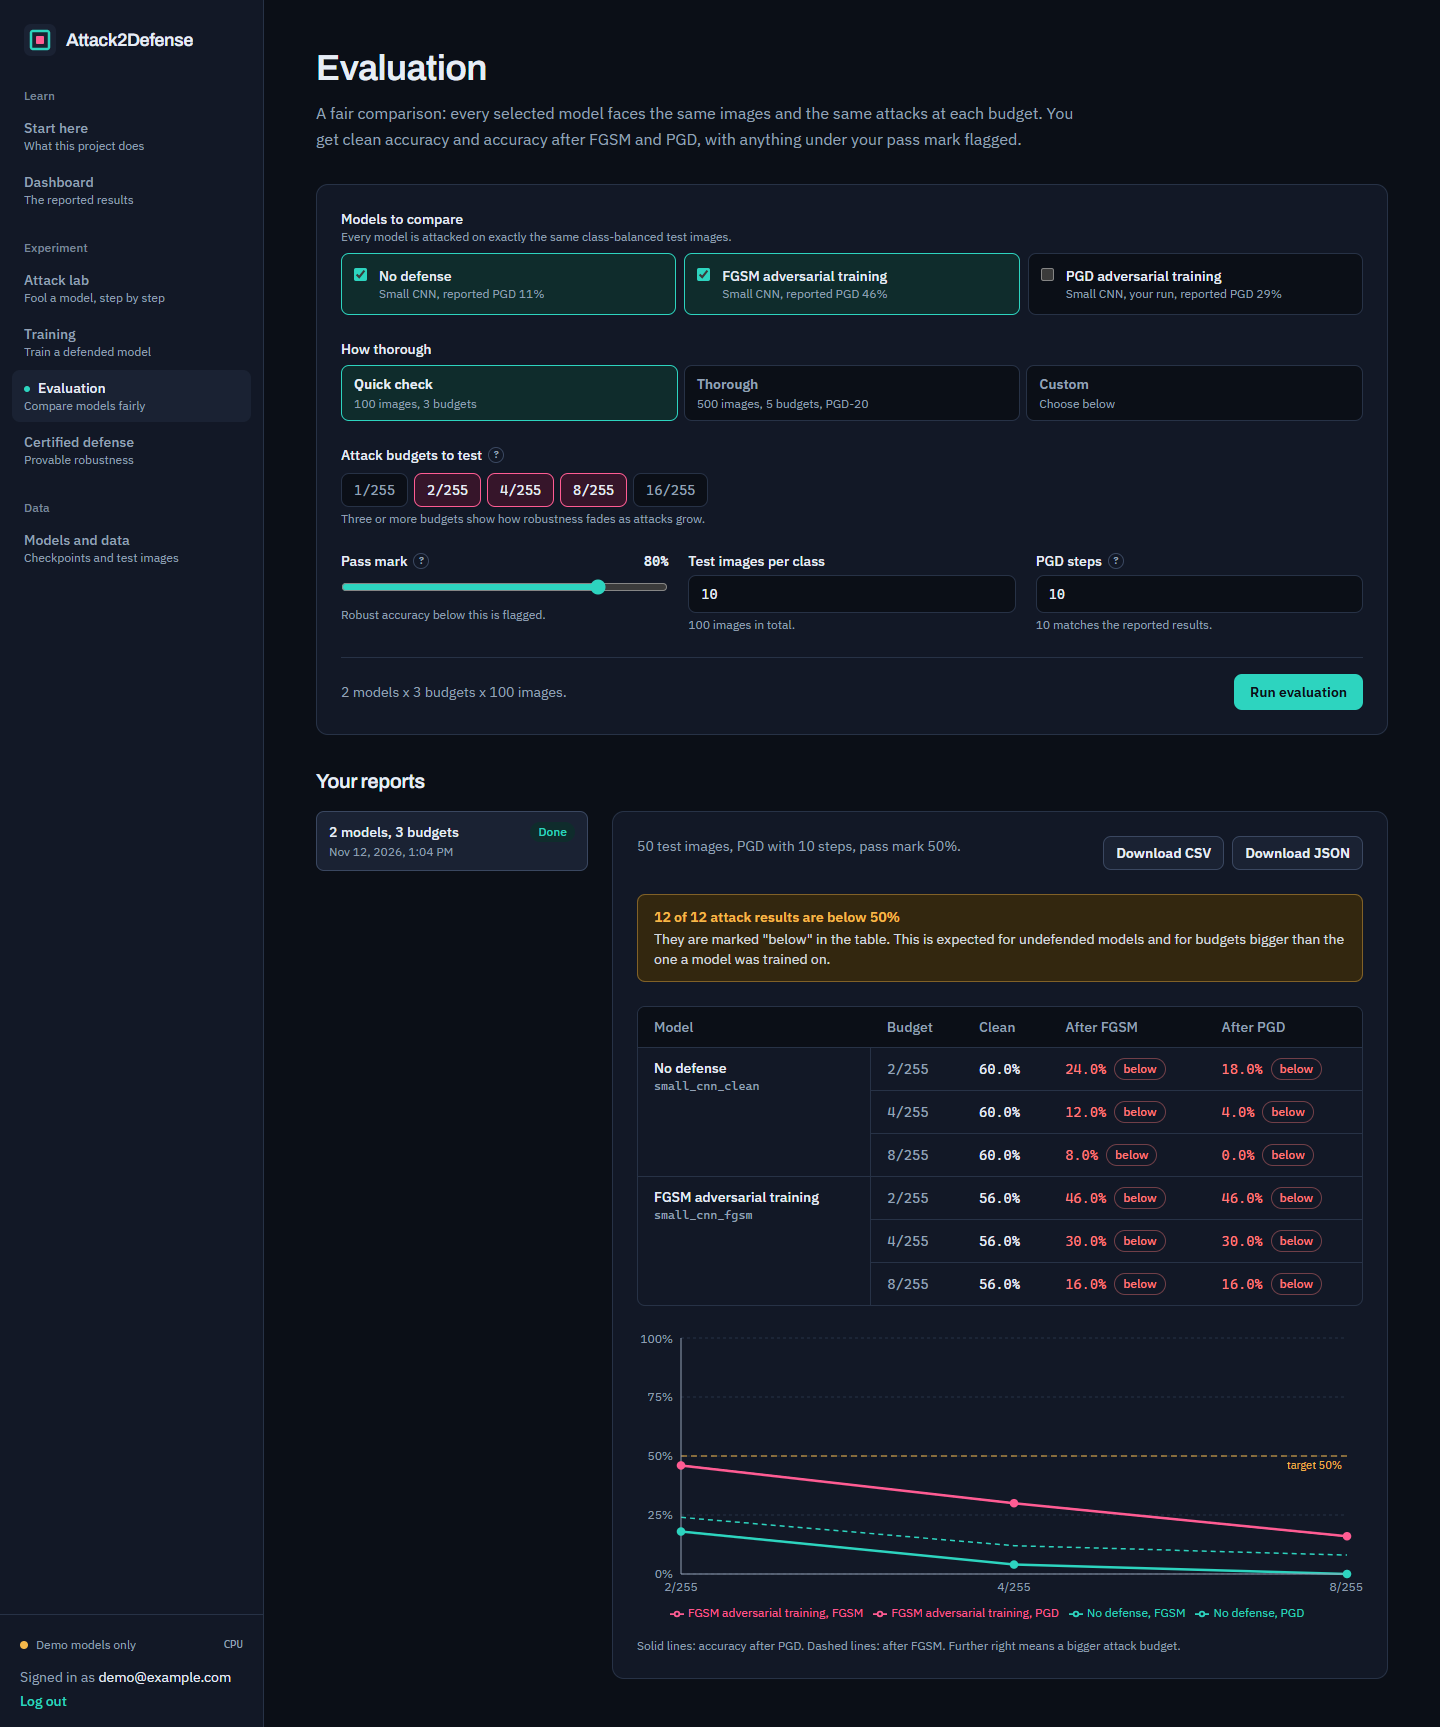 Attack2Defense
Learn
Start here
What this project does
Dashboard
The reported results
Experiment
Attack lab
Fool a model, step by step
Training
Train a defended model
Evaluation
Compare models fairly
Certified defense
Provable robustness
Data
Models and data
Checkpoints and test images
Demo models only CPU
Signed in as demo@example.com
Log out
Evaluation
A fair comparison: every selected model faces the same images and the same attacks at each budget. You
get clean accuracy and accuracy after FGSM and PGD, with anything under your pass mark flagged.
Models to compare
Every model is attacked on exactly the same class-balanced test images.
No defense
Small CNN, reported PGD 11%
FGSM adversarial training
Small CNN, reported PGD 46%
PGD adversarial training
Small CNN, your run, reported PGD 29%
How thorough
Quick check
100 images, 3 budgets
Thorough
500 images, 5 budgets, PGD-20
Custom
Choose below
Attack budgets to test ?
1/255 2/255 4/255 8/255 16/255
Three or more budgets show how robustness fades as attacks grow.
Pass mark ? 80%
Robust accuracy below this is flagged.
Test images per class
10
100 images in total.
PGD steps ?
10
10 matches the reported results.
2 models x 3 budgets x 100 images.
Run evaluation
Your reports
2 models, 3 budgets Done
Nov 12, 2026, 1:04 PM
50 test images, PGD with 10 steps, pass mark 50%.
Download CSV Download JSON
12 of 12 attack results are below 50%
They are marked "below" in the table. This is expected for undefended models and for budgets bigger than the
one a model was trained on.
Model Budget Clean After FGSM After PGD
No defense 2/255 60.0% 24.0% below 18.0% below
small_cnn_clean
4/255 60.0% 12.0% below 4.0% below
8/255 60.0% 8.0% below 0.0% below
FGSM adversarial training 2/255 56.0% 46.0% below 46.0% below
small_cnn_fgsm
4/255 56.0% 30.0% below 30.0% below
8/255 56.0% 16.0% below 16.0% below
100%
75%
50%
target 50%
25%
0%
2/255 4/255 8/255
FGSM adversarial training, FGSM FGSM adversarial training, PGD No defense, FGSM No defense, PGD
Solid lines: accuracy after PGD. Dashed lines: after FGSM. Further right means a bigger attack budget.